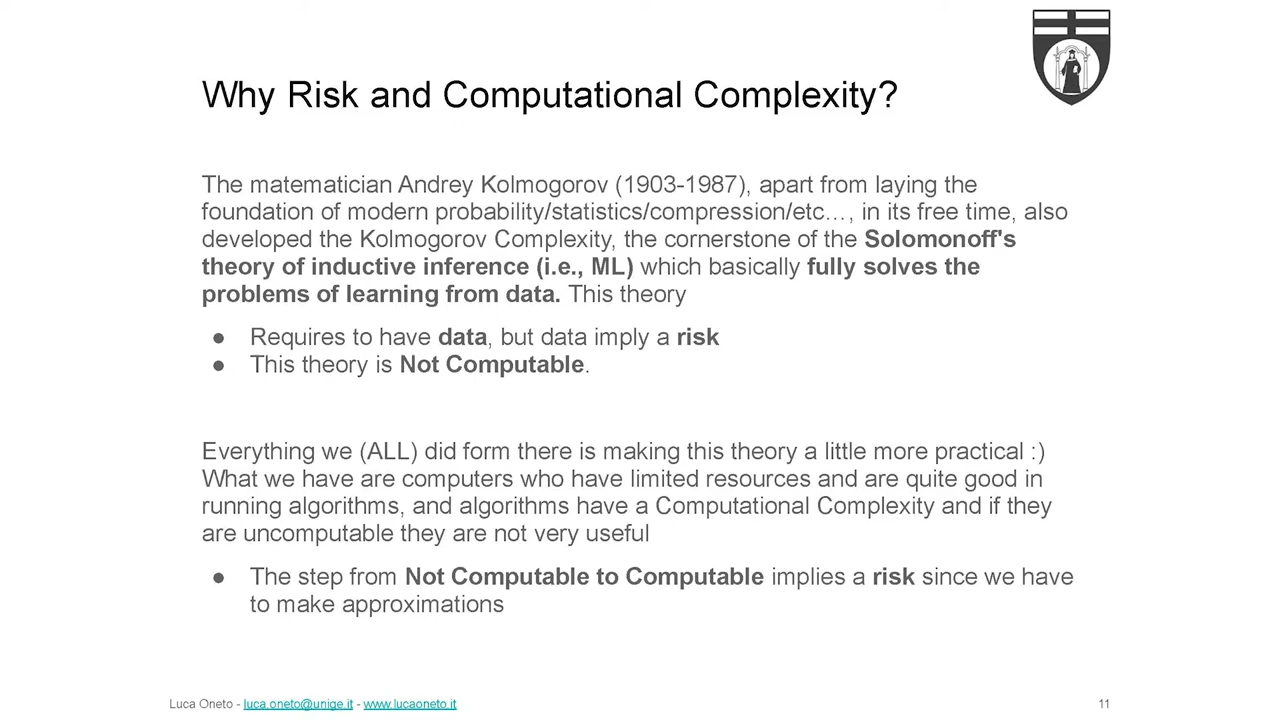 Why Risk and Computational Complexity?
The matematician Andrey Kolmogorov (1903-1987), apart from laying the
foundation of modern probability/statistics/compression/etc…, in its free time, also
developed the Kolmogorov Complexity, the cornerstone of the Solomonoff's
theory of inductive inference (i.e., ML) which basically fully solves the
problems of learning from data. This theory
● Requires to have data, but data imply a risk
● This theory is Not Computable.
Everything we (ALL) did form there is making this theory a little more practical :)
What we have are computers who have limited resources and are quite good in
running algorithms, and algorithms have a Computational Complexity and if they
are uncomputable they are not very useful
● The step from Not Computable to Computable implies a risk since we have
to make approximations
Luca Oneto - luca.oneto@unige.it - www.lucaoneto.it
11